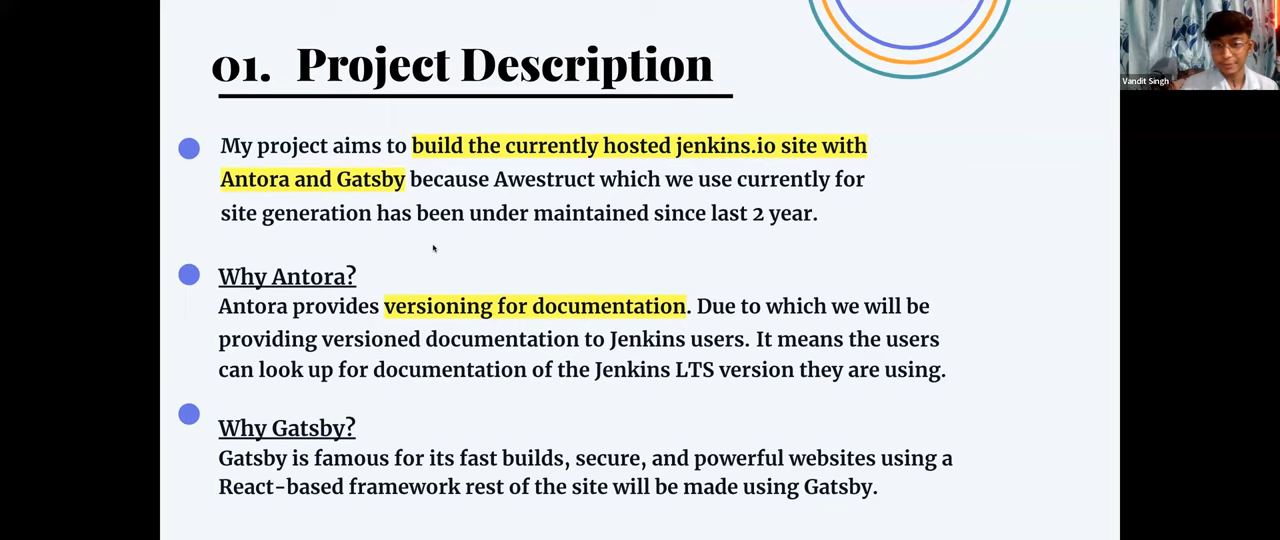 01. Project Description
Vandit Singh
My project aims to build the currently hosted jenkins.io site with
Antora and Gatsby because Awestruct which we use currently for
site generation has been under maintained since last 2 year.
Why Antora?
Antora provides versioning for documentation. Due to which we will be
providing versioned documentation to Jenkins users. It means the users
can look up for documentation of the Jenkins LTS version they are using.
Why Gatsby?
Gatsby is famous for its fast builds, secure, and powerful websites using a
React-based framework rest of the site will be made using Gatsby.